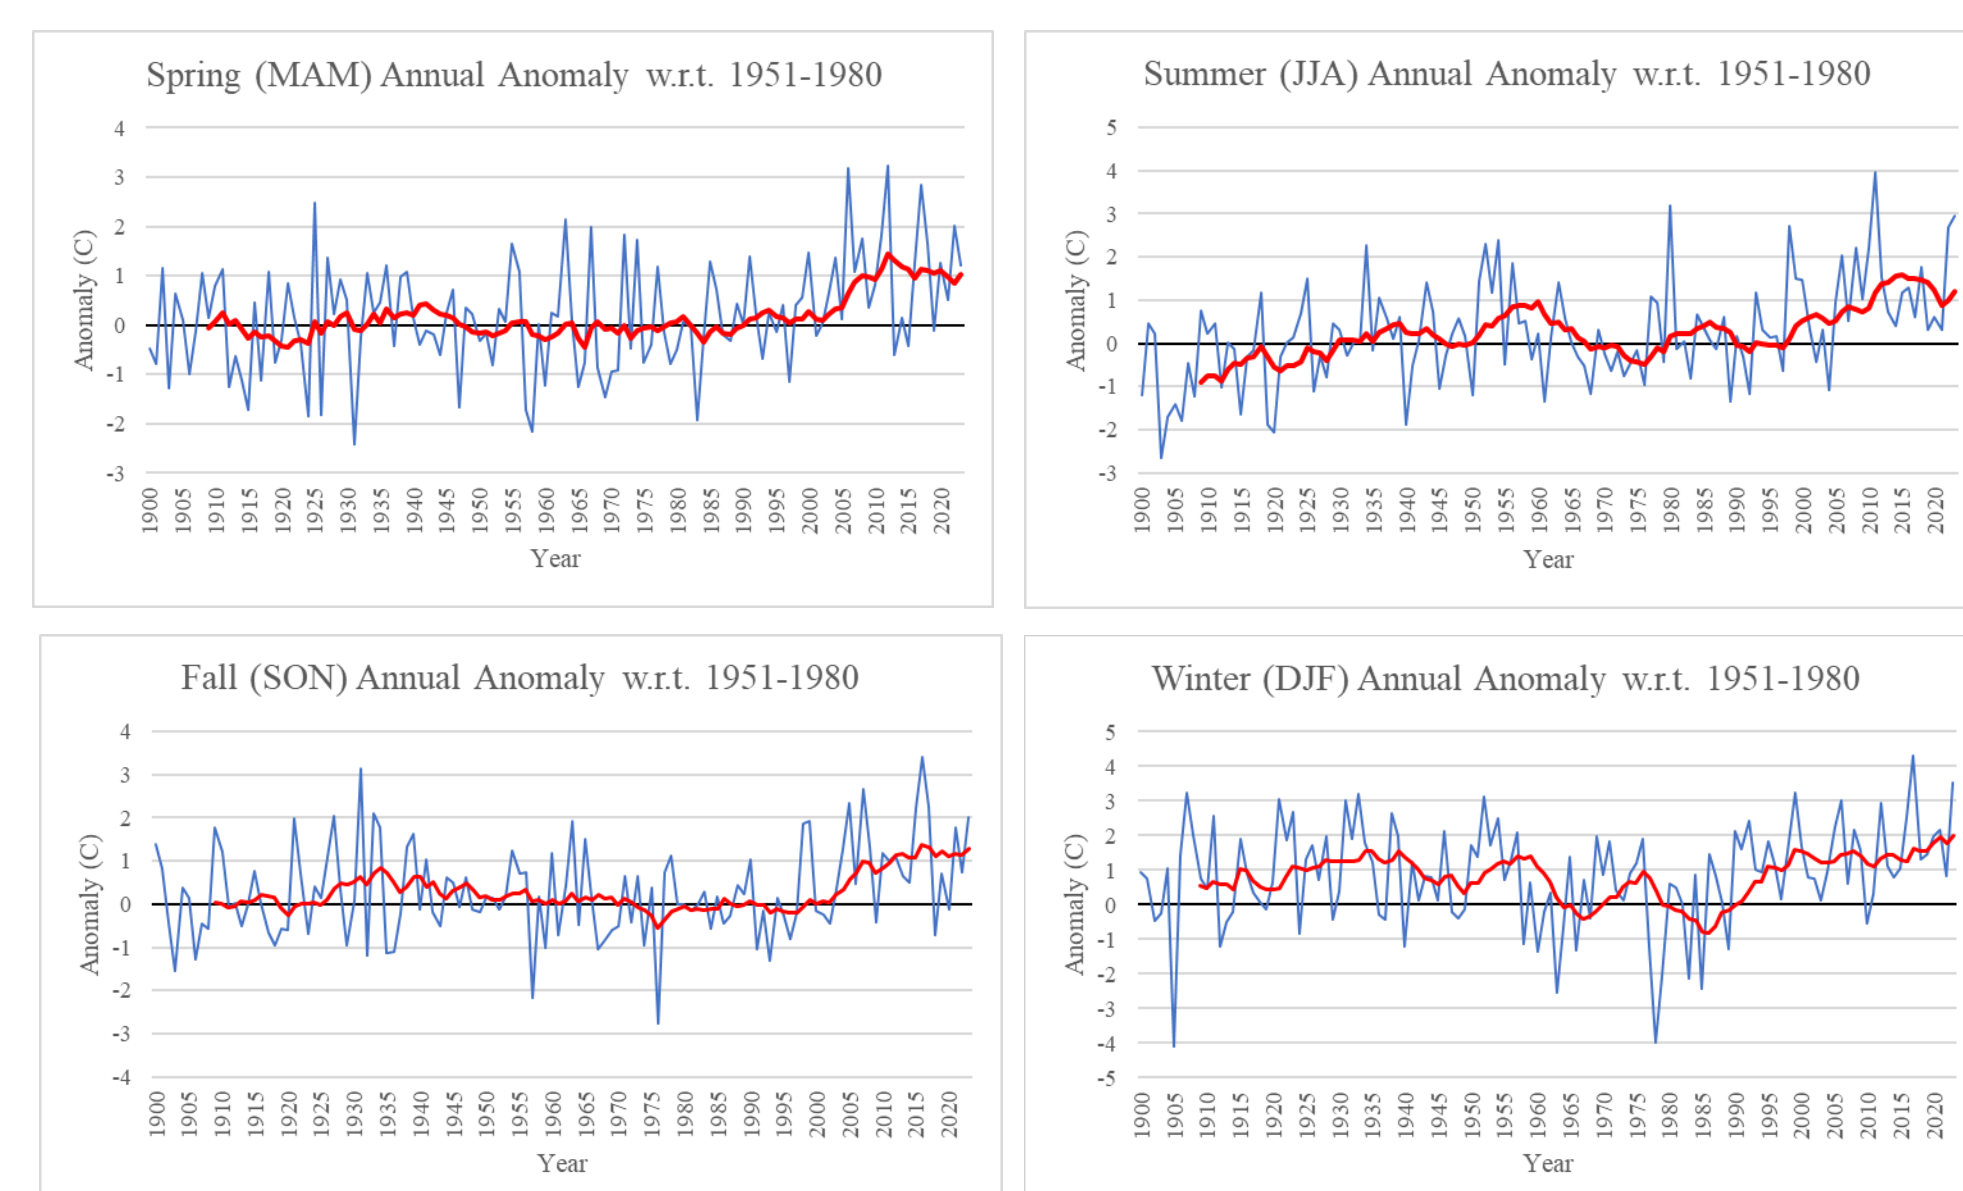 Spring (MAM) Annual Anomaly w.r.t. 1951-1980
4
3
2
1
0
-1
-2
-3
Anomaly (C)
1900 1905 1910 1915 1920 1925 1930 1935 1940 1945 1950 1955 1960 1965 1970 1975 1980 1985 1990 1995 2000 2005 2010 2015 2020
Year
Summer (JJA) Annual Anomaly w.r.t. 1951-1980
5
4
3
2
1
0
-1
-2
-3
Anomaly (C)
1900 1905 1910 1915 1920 1925 1930 1935 1940 1945 1950 1955 1960 1965 1970 1975 1980 1985 1990 1995 2000 2005 2010 2015 2020
Year
Fall (SON) Annual Anomaly w.r.t. 1951-1980
4
3
2
1
0
-1
-2
-3
-4
Anomaly (C)
1900 1905 1910 1915 1920 1925 1930 1935 1940 1945 1950 1955 1960 1965 1970 1975 1980 1985 1990 1995 2000 2005 2010 2015 2020
Year
Winter (DJF) Annual Anomaly w.r.t. 1951-1980
5
4
3
2
1
0
-1
-2
-3
-4
-5
Anomaly (C)
1900 1905 1910 1915 1920 1925 1930 1935 1940 1945 1950 1955 1960 1965 1970 1975 1980 1985 1990 1995 2000 2005 2010 2015 2020
Year